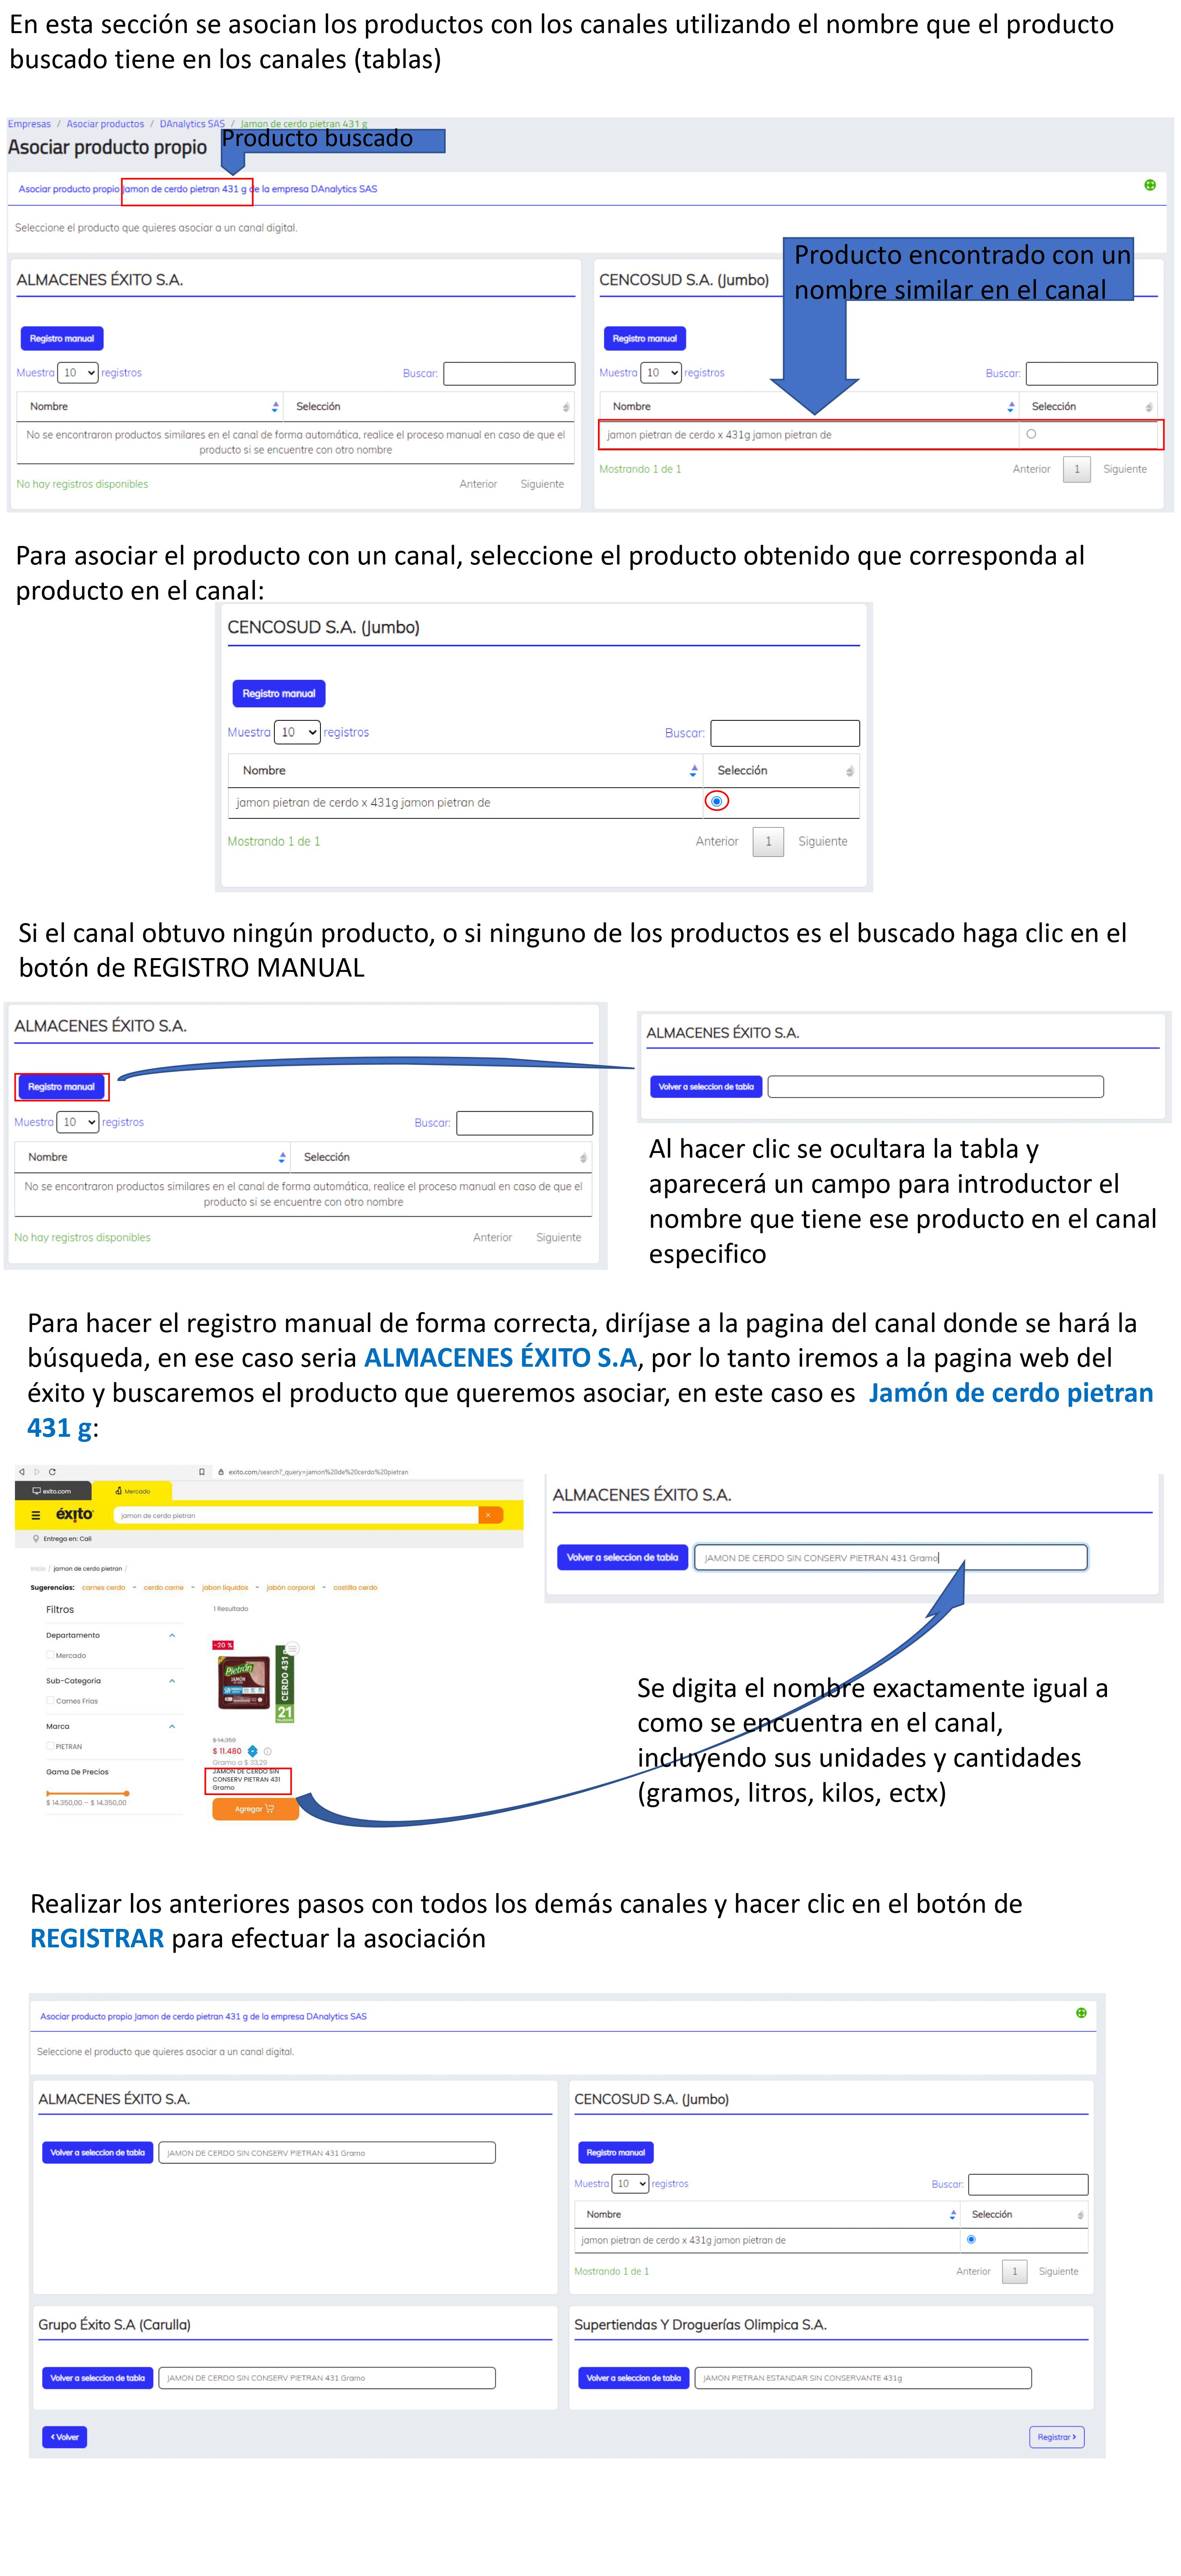 En esta sección se asocian los productos con los canales utilizando el nombre que el producto
buscado tiene en los canales (tablas)
Empresas / Asociar productos / DAnalytics SAS / Jamon de cerdo pietran 431 g
Asociar producto propio
Producto buscado
Asociar producto propio Jamon de cerdo pietran 431 g de la empresa DAnalytics SAS
Seleccione el producto que quieres asociar a un canal digital.
Producto encontrado con un
nombre similar en el canal
ALMACENES ÉXITO S.A.
Registro manual
Muestra 10 registros Buscar:
Nombre Selección
No se encontraron productos similares en el canal de forma automática, realice el proceso manual en caso de que el
producto si se encuentre con otro nombre
No hay registros disponibles Anterior Siguiente
CENCOSUD S.A. (Jumbo)
Registro manual
Muestra 10 registros Buscar:
Nombre Selección
jamon pietran de cerdo x 431g jamon pietran de
Mostrando 1 de 1 Anterior 1 Siguiente
Para asociar el producto con un canal, seleccione el producto obtenido que corresponda al
producto en el canal:
CENCOSUD S.A. (Jumbo)
Registro manual
Muestra 10 registros Buscar:
Nombre Selección
jamon pietran de cerdo x 431g jamon pietran de
Mostrando 1 de 1 Anterior 1 Siguiente
Si el canal obtuvo ningún producto, o si ninguno de los productos es el buscado haga clic en el
botón de REGISTRO MANUAL
ALMACENES ÉXITO S.A.
Registro manual
Muestra 10 registros Buscar:
Nombre Selección
No se encontraron productos similares en el canal de forma automática, realice el proceso manual en caso de que el
producto si se encuentre con otro nombre
No hay registros disponibles Anterior Siguiente
ALMACENES ÉXITO S.A.
Volver a seleccion de tabla
Al hacer clic se ocultara la tabla y
aparecerá un campo para introductor el
nombre que tiene ese producto en el canal
especifico
Para hacer el registro manual de forma correcta, diríjase a la pagina del canal donde se hará la
búsqueda, en ese caso seria ALMACENES ÉXITO S.A, por lo tanto iremos a la pagina web del
éxito y buscaremos el producto que queremos asociar, en este caso es Jamón de cerdo pietran
431 g:
exito.com/search?_query=jamon%20de%20cerdo%20pietran
exito.com Mercado
éxito jamon de cerdo pietran
Entrega en: Cali
Inicio / jamon de cerdo pietran /
Sugerencias: carnes cerdo - cerdo carne - jabon liquidos - jabón corporal - costilla cerdo
Filtros
Departamento
Mercado
Sub-Categoría
Carnes Frias
Marca
PIETRAN
Gama De Precios
$ 14.350,00 – $ 14.350,00
1 Resultado
-20 %
Pietrán
JAMÓN
CERDO 431 g
21
$ 14.350
$ 11.480
Gramo a $ 33,29
JAMON DE CERDO SIN
CONSERV PIETRAN 431
Gramo
Agregar
ALMACENES ÉXITO S.A.
Volver a seleccion de tabla JAMON DE CERDO SIN CONSERV PIETRAN 431 Gramo
Se digita el nombre exactamente igual a
como se encuentra en el canal,
incluyendo sus unidades y cantidades
(gramos, litros, kilos, ectx)
Realizar los anteriores pasos con todos los demás canales y hacer clic en el botón de
REGISTRAR para efectuar la asociación
Asociar producto propio Jamon de cerdo pietran 431 g de la empresa DAnalytics SAS
Seleccione el producto que quieres asociar a un canal digital.
ALMACENES ÉXITO S.A.
Volver a seleccion de tabla JAMON DE CERDO SIN CONSERV PIETRAN 431 Gramo
CENCOSUD S.A. (Jumbo)
Registro manual
Muestra 10 registros Buscar:
Nombre Selección
jamon pietran de cerdo x 431g jamon pietran de
Mostrando 1 de 1 Anterior 1 Siguiente
Grupo Éxito S.A (Carulla)
Volver a seleccion de tabla JAMON DE CERDO SIN CONSERV PIETRAN 431 Gramo
Supertiendas Y Droguerías Olimpica S.A.
Volver a seleccion de tabla JAMON PIETRAN ESTANDAR SIN CONSERVANTE 431g
Volver
Registrar